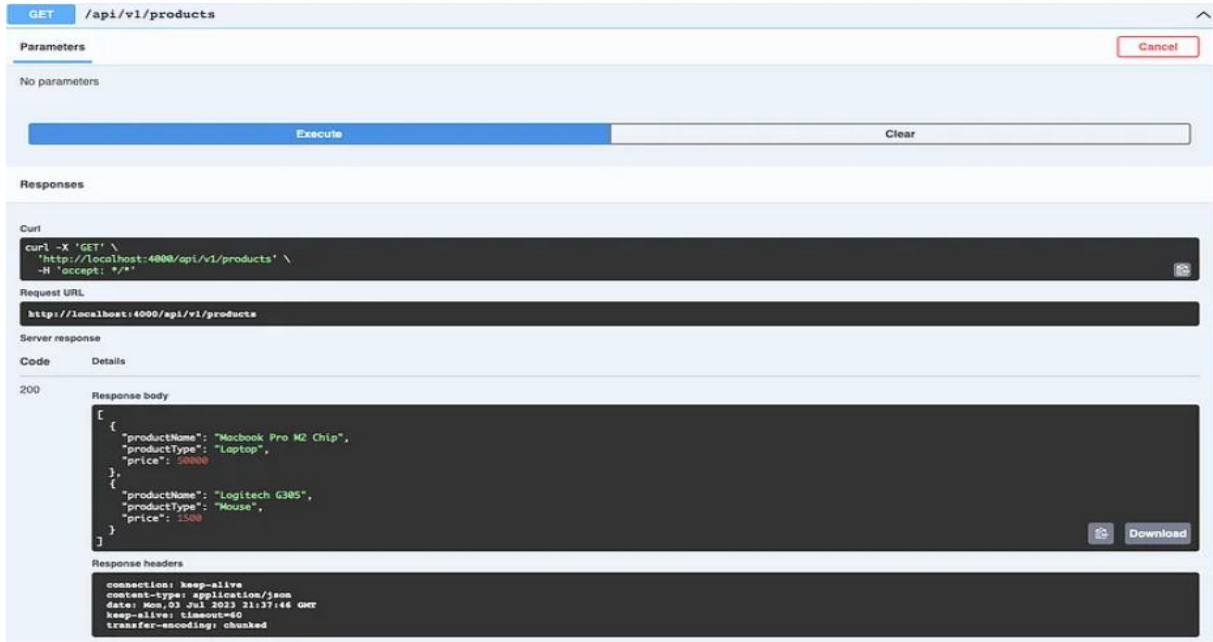 GET /api/v1/products
Parameters
Cancel
No parameters
Execute
Clear
Responses
Curl
curl -X 'GET' \
'http://localhost:4000/api/v1/products' \
-H 'accept: */*'
Request URL
http://localhost:4000/api/v1/products
Server response
Code Details
200
Response body
[
{
"productName": "Macbook Pro M2 Chip",
"productType": "Laptop",
"price": 50000
},
{
"productName": "Logitech G305",
"productType": "Mouse",
"price": 1500
}
]
Download
Response headers
connection: keep-alive
content-type: application/json
date: Mon,03 Jul 2023 21:37:46 GMT
keep-alive: timeout=60
transfer-encoding: chunked